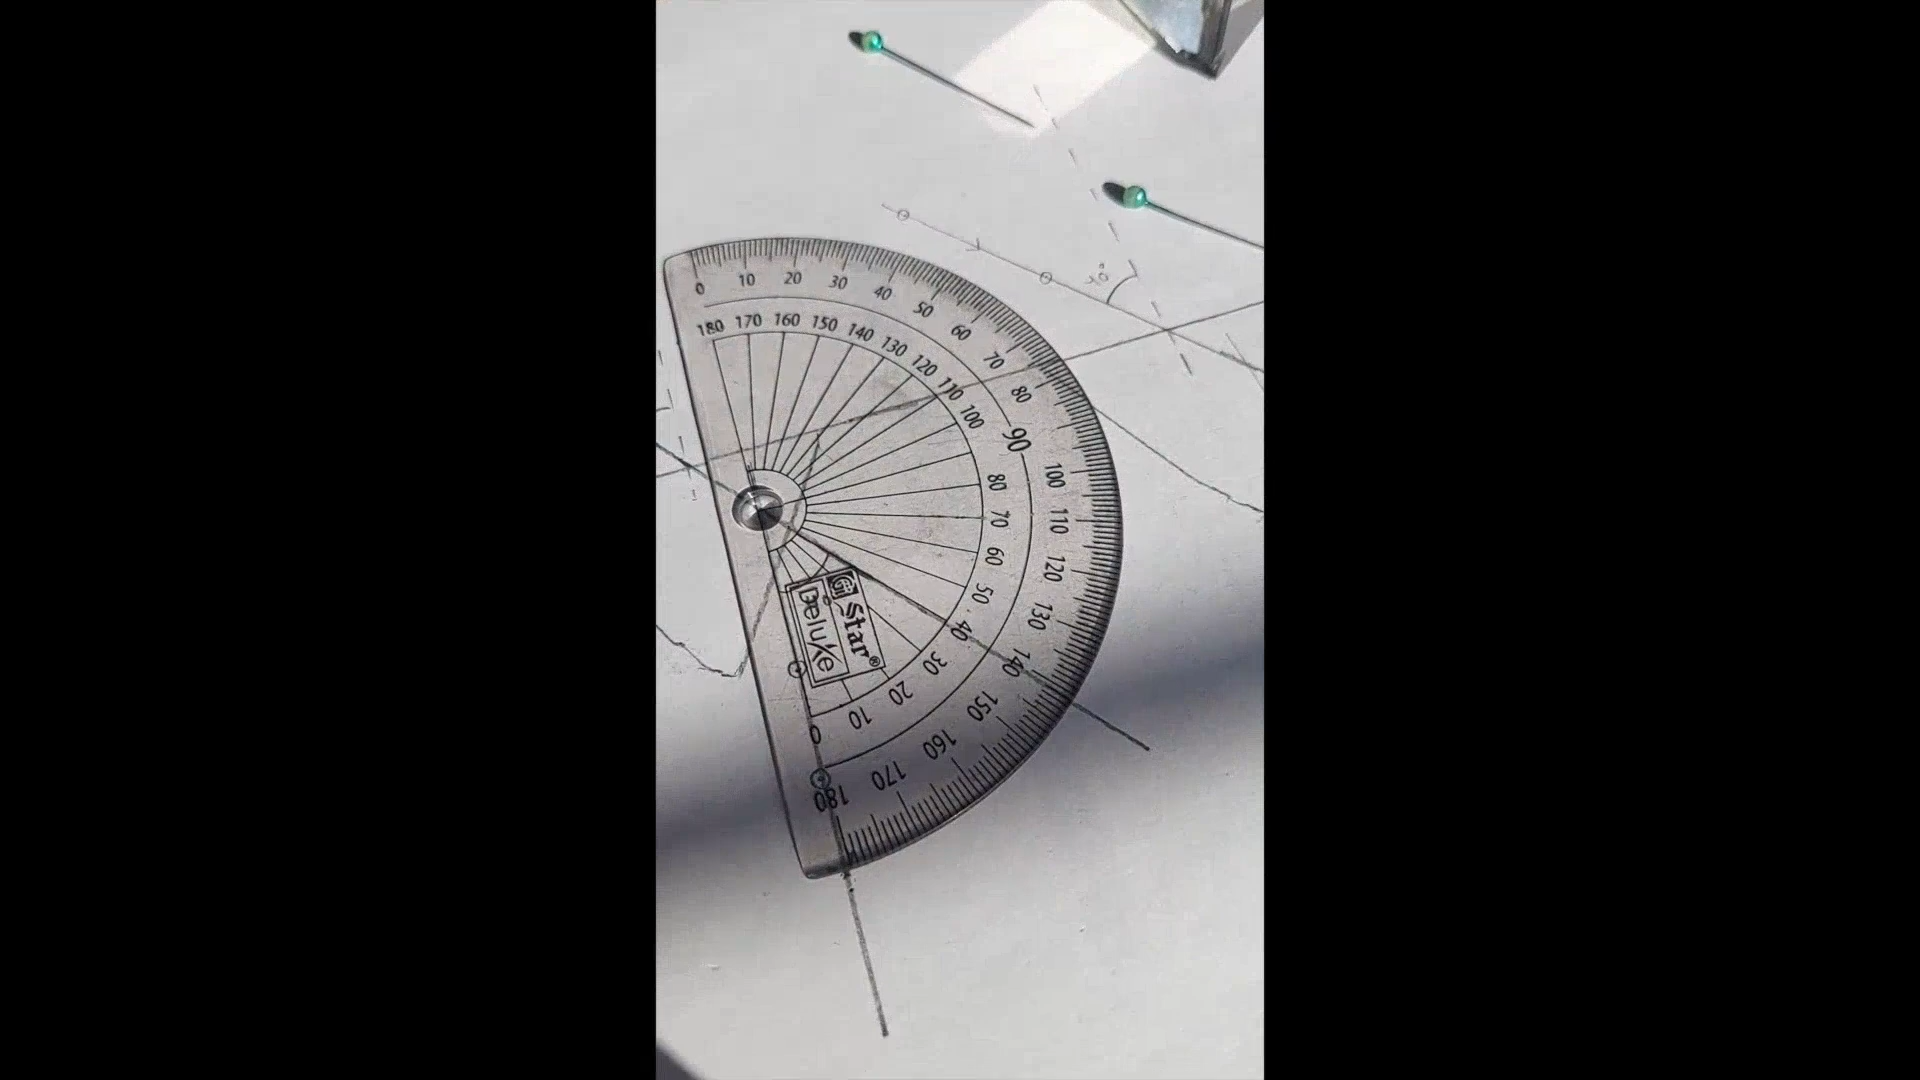 0 10 20 30 40 50 60 70 80 90 100 110 120 130 140 150 160 170 180
180 170 160 150 140 130 120 110 100 80 70 60 50 40 30 20 10 0
Star®
Deluxe